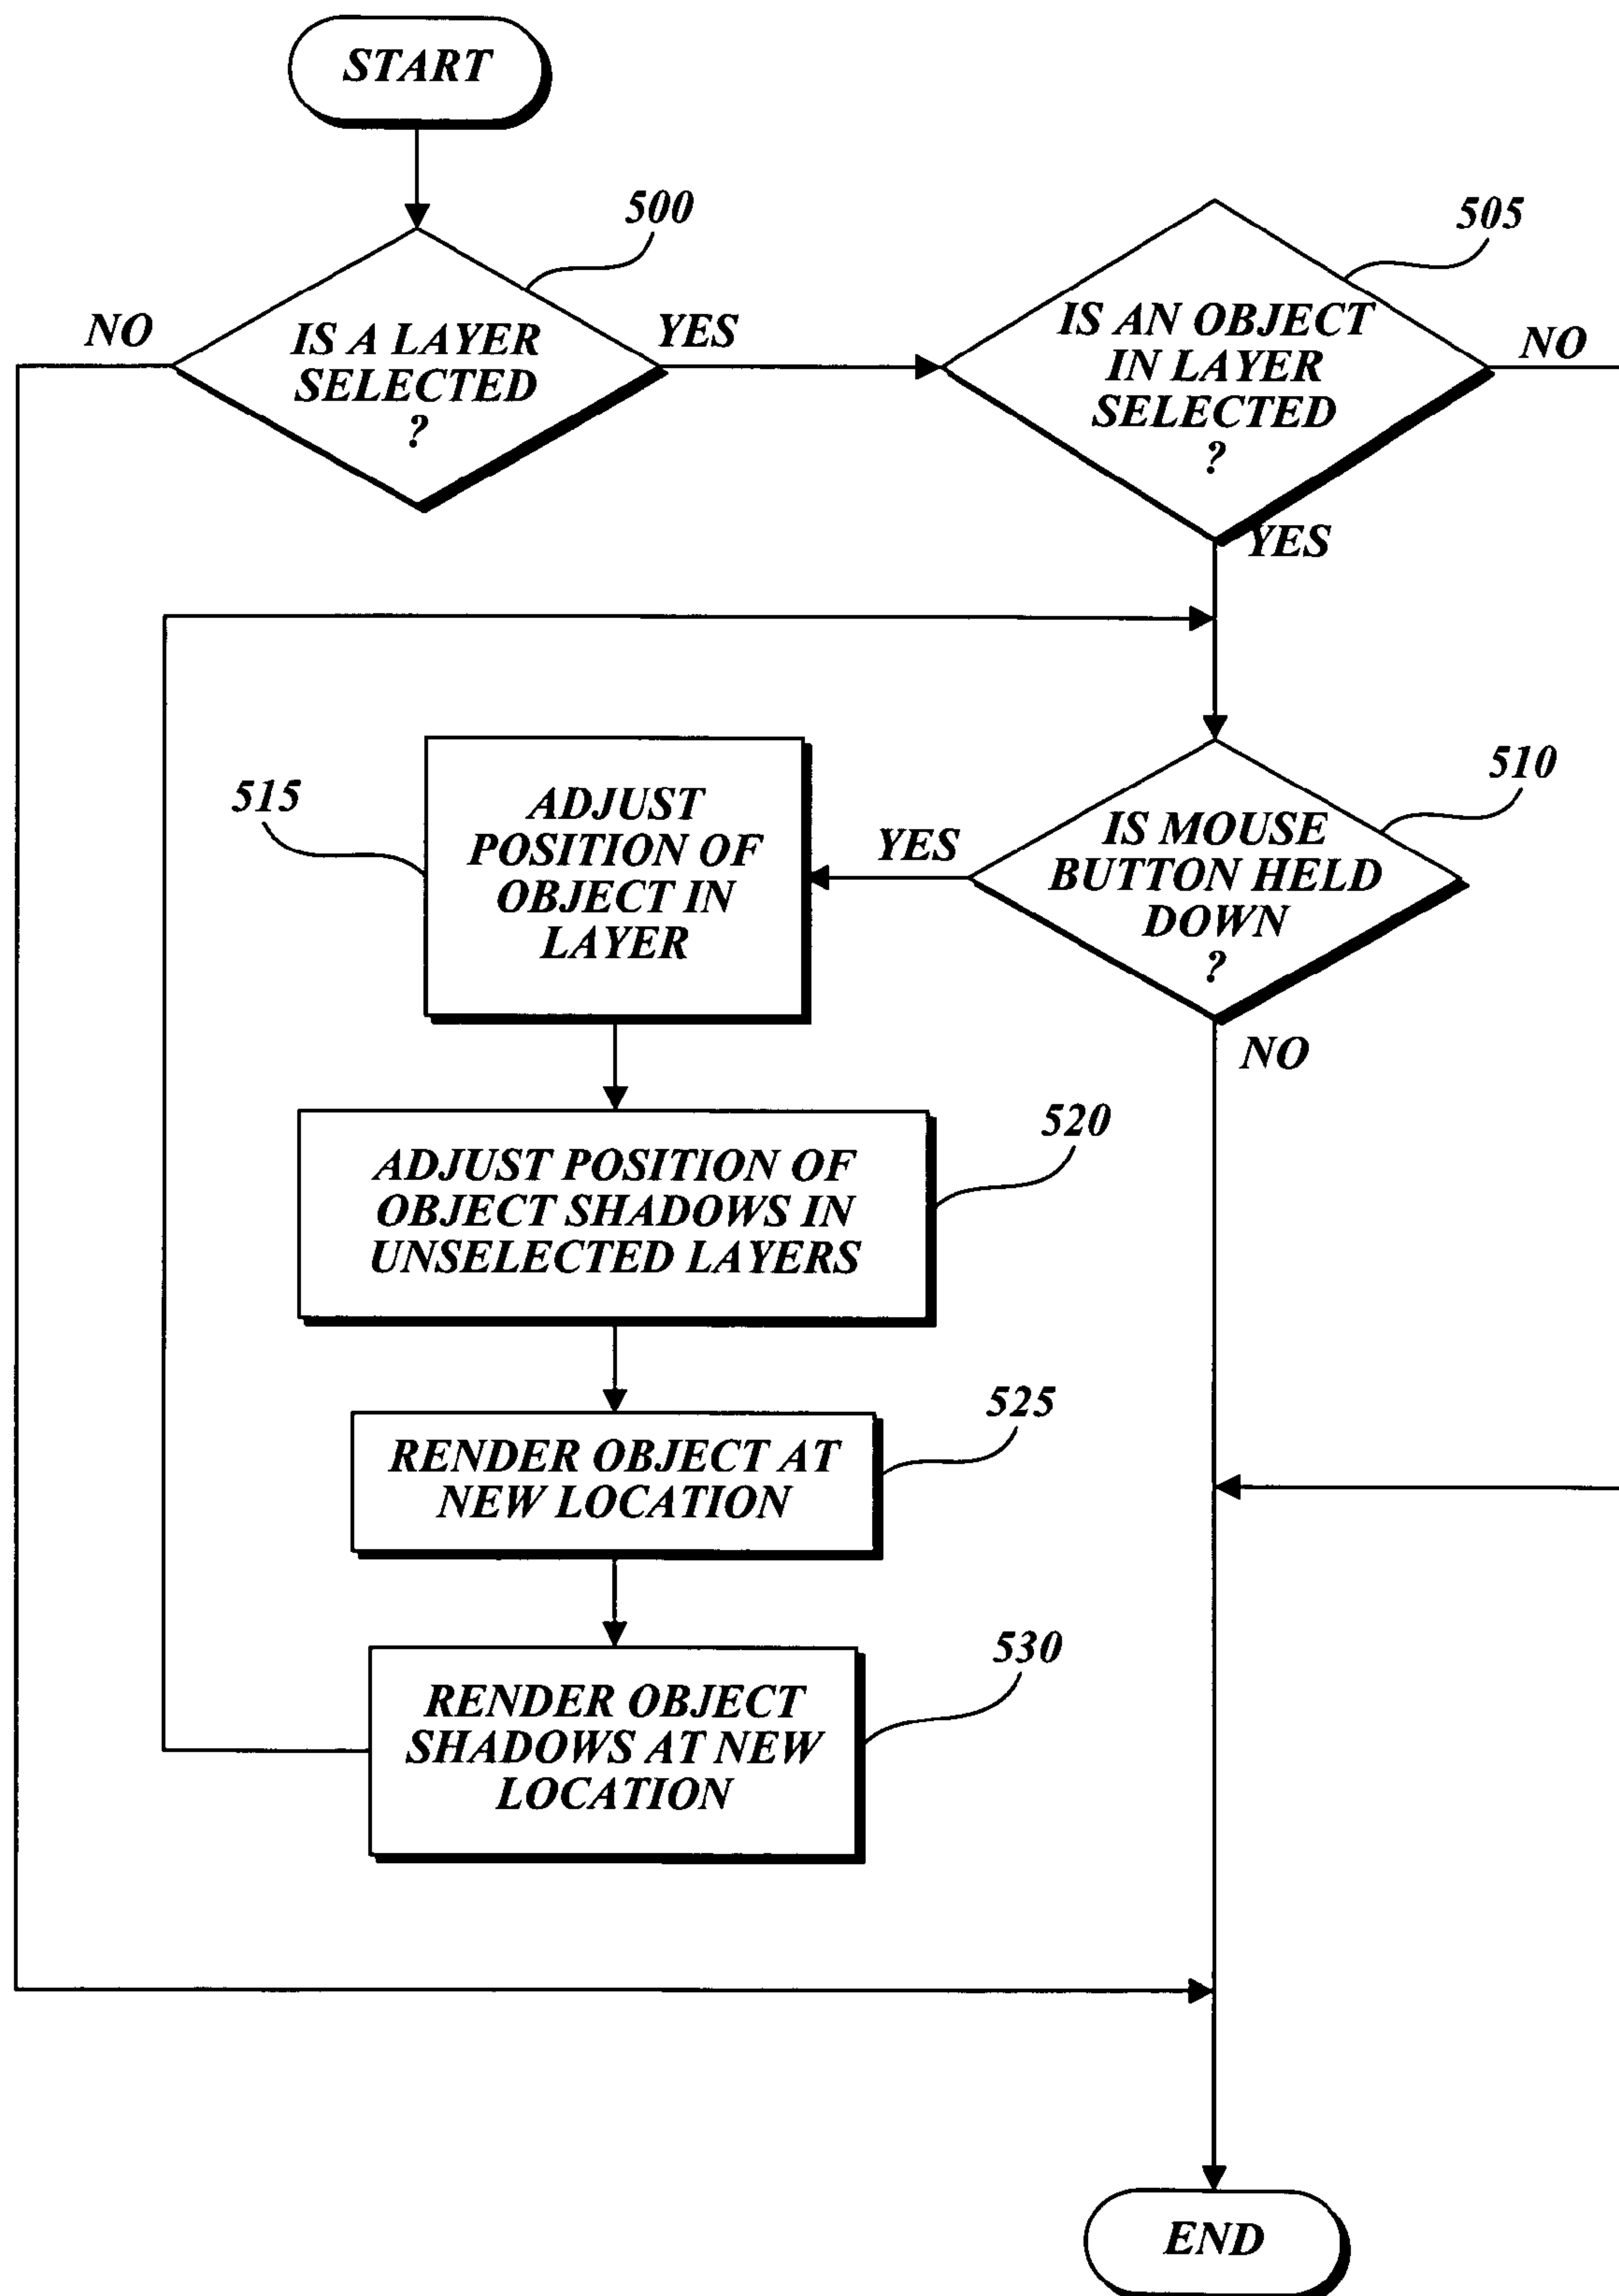 START
500
NO
IS A LAYER
SELECTED
?
YES
505
IS AN OBJECT
IN LAYER
SELECTED
?
NO
YES
510
IS MOUSE
BUTTON HELD
DOWN
?
YES
NO
515
ADJUST
POSITION OF
OBJECT IN
LAYER
520
ADJUST POSITION OF
OBJECT SHADOWS IN
UNSELECTED LAYERS
525
RENDER OBJECT AT
NEW LOCATION
530
RENDER OBJECT
SHADOWS AT NEW
LOCATION
END